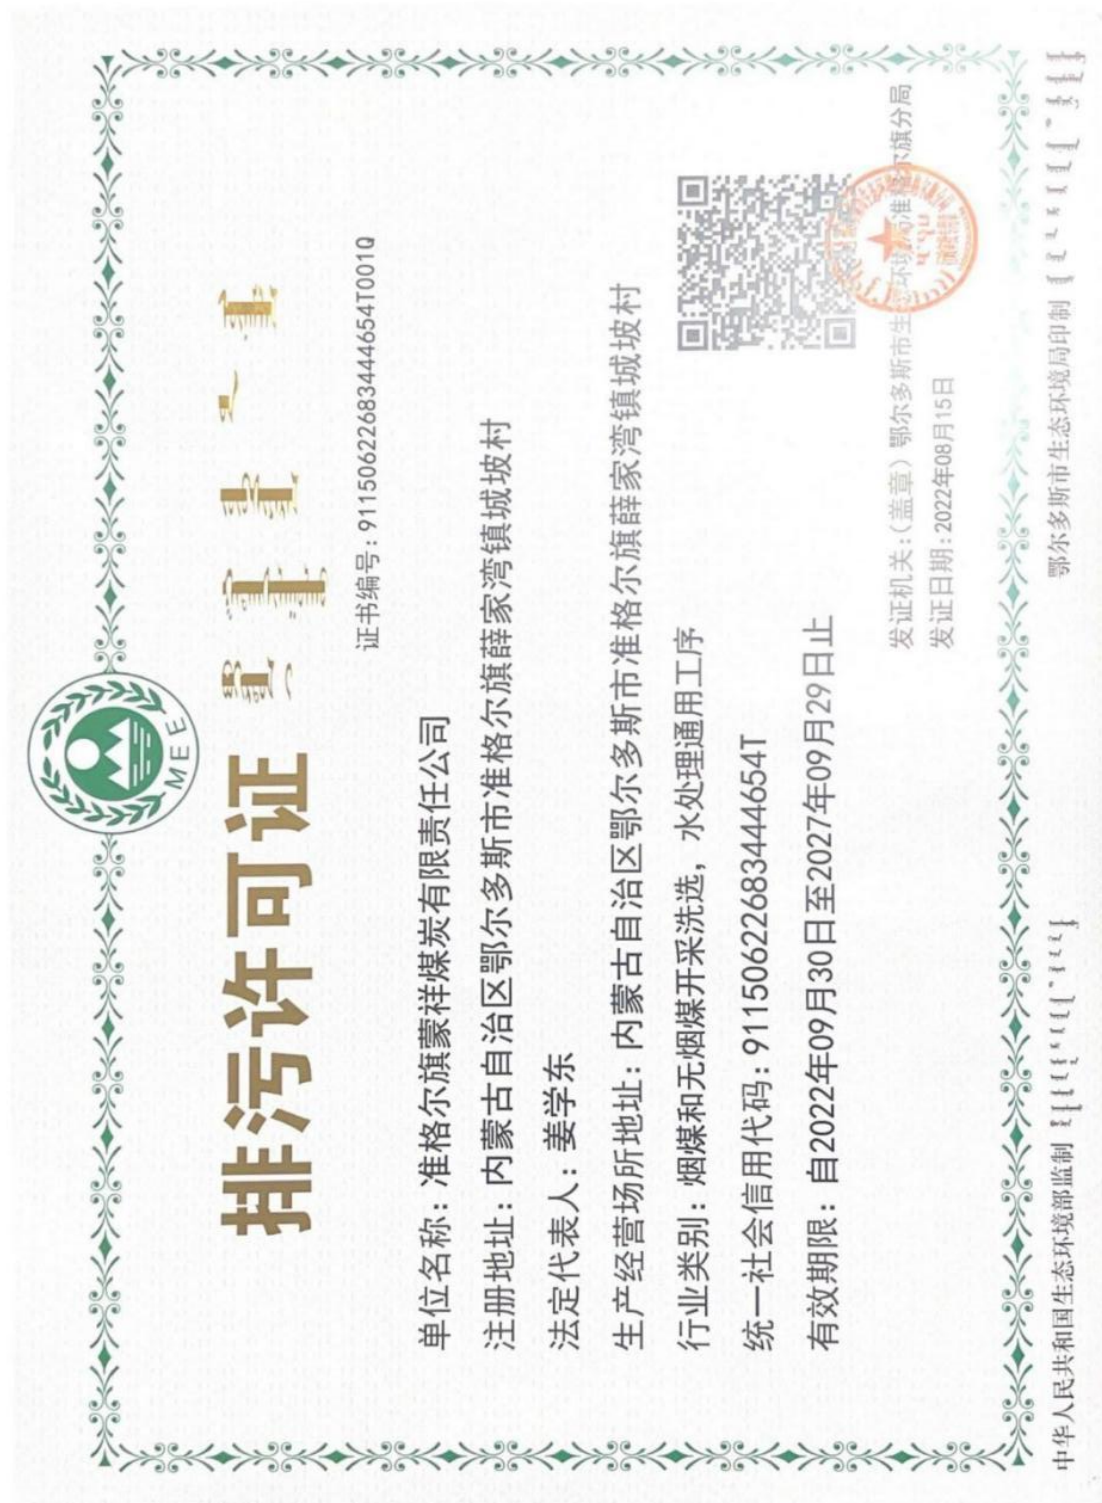 MEE
排污许可证
证书编号：91150622683444654T001Q
单位名称：准格尔旗蒙祥煤炭有限责任公司
注册地址：内蒙古自治区鄂尔多斯市准格尔旗薛家湾镇城坡村
法定代表人：姜学东
生产经营场所地址：内蒙古自治区鄂尔多斯市准格尔旗薛家湾镇城坡村
行业类别：烟煤和无烟煤开采洗选，水处理通用工序
统一社会信用代码：91150622683444654T
有效期限：自2022年09月30日至2027年09月29日止
发证机关：（盖章）鄂尔多斯市生态环境局准格尔旗分局
发证日期：2022年08月15日
中华人民共和国生态环境部监制
鄂尔多斯市生态环境局印制